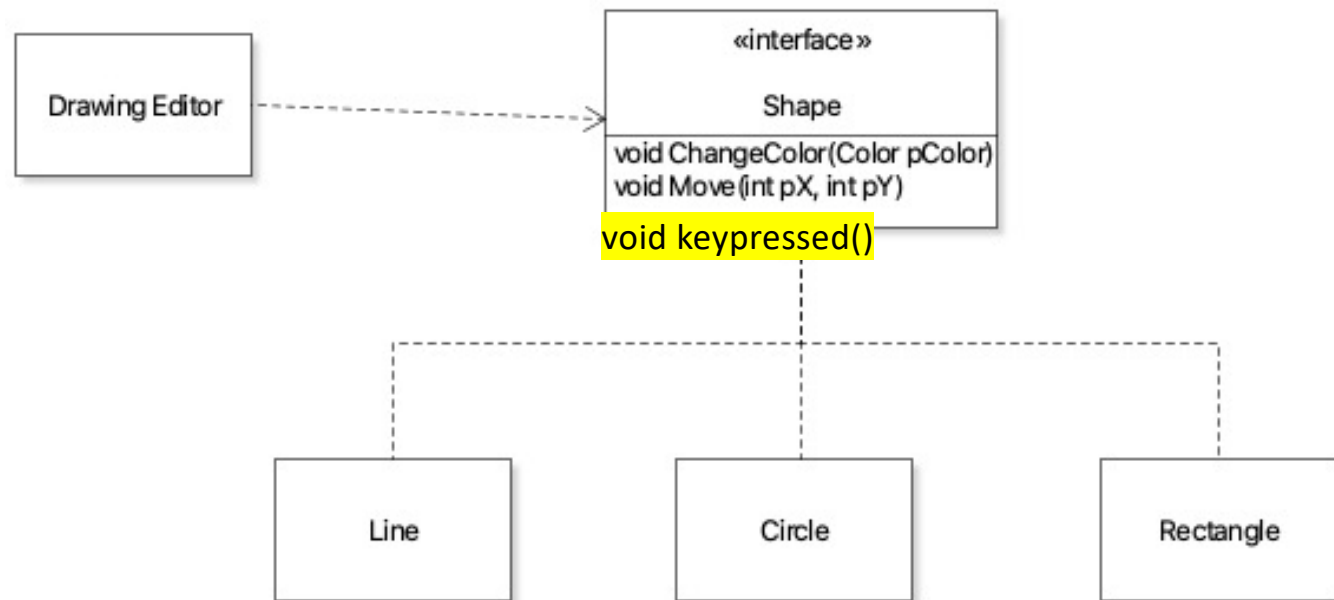 «interface»
Drawing Editor
Shape
void ChangeColor(Color pColor)
void Move(int pX, int pY)
void keypressed()
Line
Circle
Rectangle